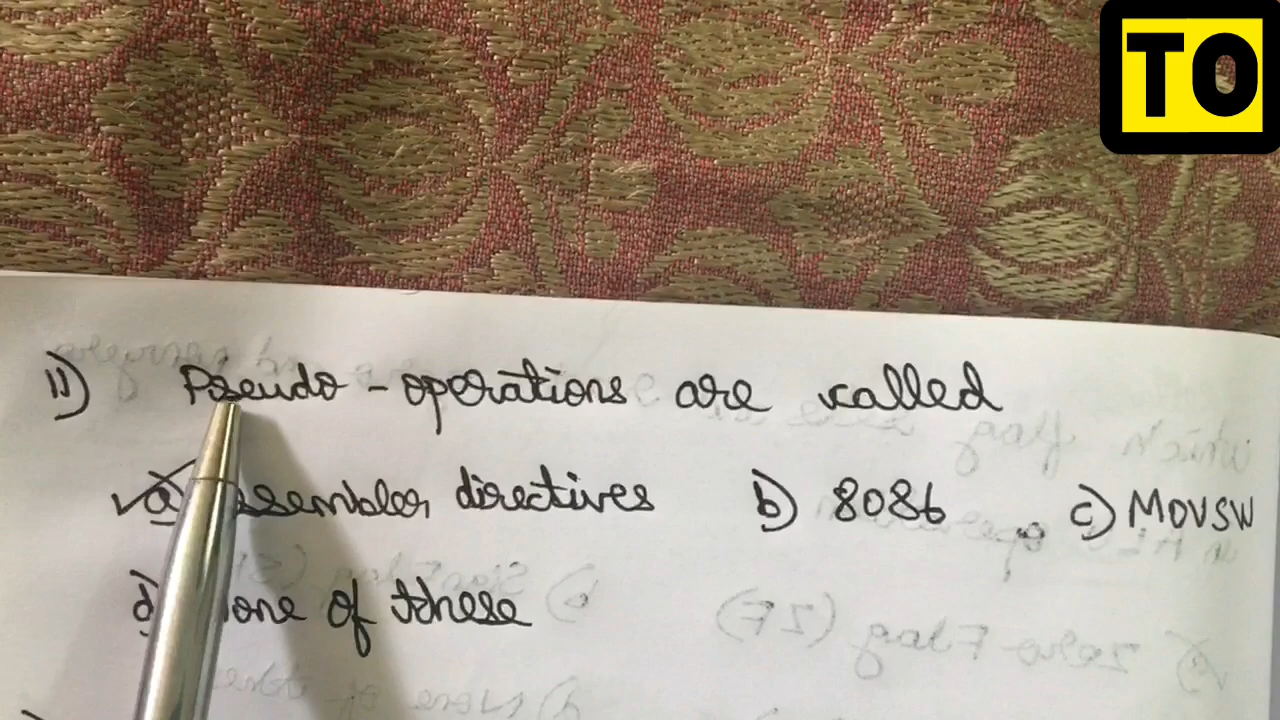 TO
11) Pseudo - operations are called
a) Assembler directives b) 8086 c) MOVSW
d) None of these